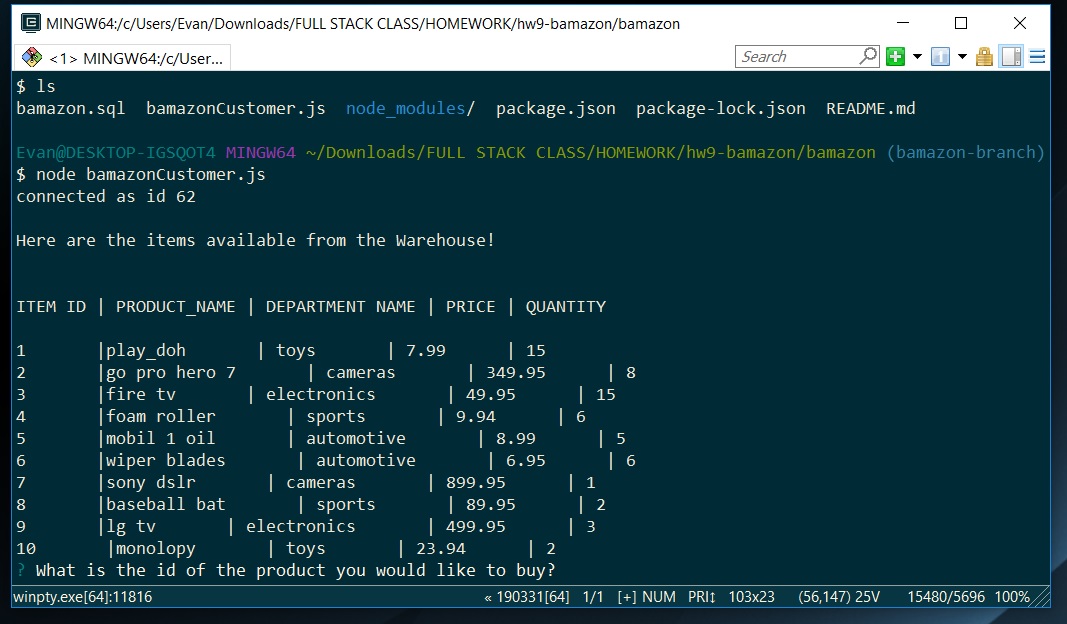 MINGW64:/c/Users/Evan/Downloads/FULL STACK CLASS/HOMEWORK/hw9-bamazon/bamazon
<1> MINGW64:/c/User... Search
$ ls
bamazon.sql bamazonCustomer.js node_modules/ package.json package-lock.json README.md
Evan@DESKTOP-IGSQOT4 MINGW64 ~/Downloads/FULL STACK CLASS/HOMEWORK/hw9-bamazon/bamazon (bamazon-branch)
$ node bamazonCustomer.js
connected as id 62
Here are the items available from the Warehouse!
ITEM ID | PRODUCT_NAME | DEPARTMENT NAME | PRICE | QUANTITY
1 |play_doh | toys | 7.99 | 15
2 |go pro hero 7 | cameras | 349.95 | 8
3 |fire tv | electronics | 49.95 | 15
4 |foam roller | sports | 9.94 | 6
5 |mobil 1 oil | automotive | 8.99 | 5
6 |wiper blades | automotive | 6.95 | 6
7 |sony dslr | cameras | 899.95 | 1
8 |baseball bat | sports | 89.95 | 2
9 |lg tv | electronics | 499.95 | 3
10 |monolopy | toys | 23.94 | 2
? What is the id of the product you would like to buy?
winpty.exe[64]:11816 « 190331[64] 1/1 [+] NUM PRI↕ 103x23 (56,147) 25V 15480/5696 100%